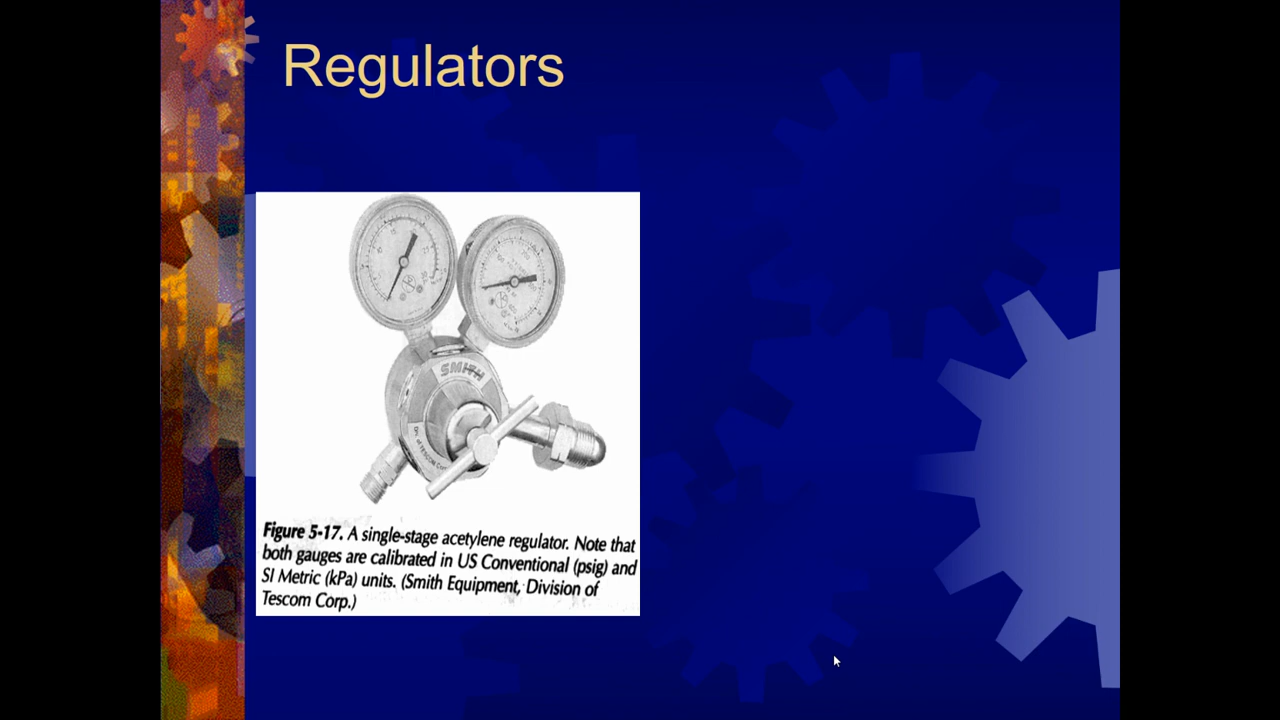 Regulators
SMITH
Figure 5-17. A single-stage acetylene regulator. Note that
both gauges are calibrated in US Conventional (psig) and
SI Metric (kPa) units. (Smith Equipment, Division of
Tescom Corp.)